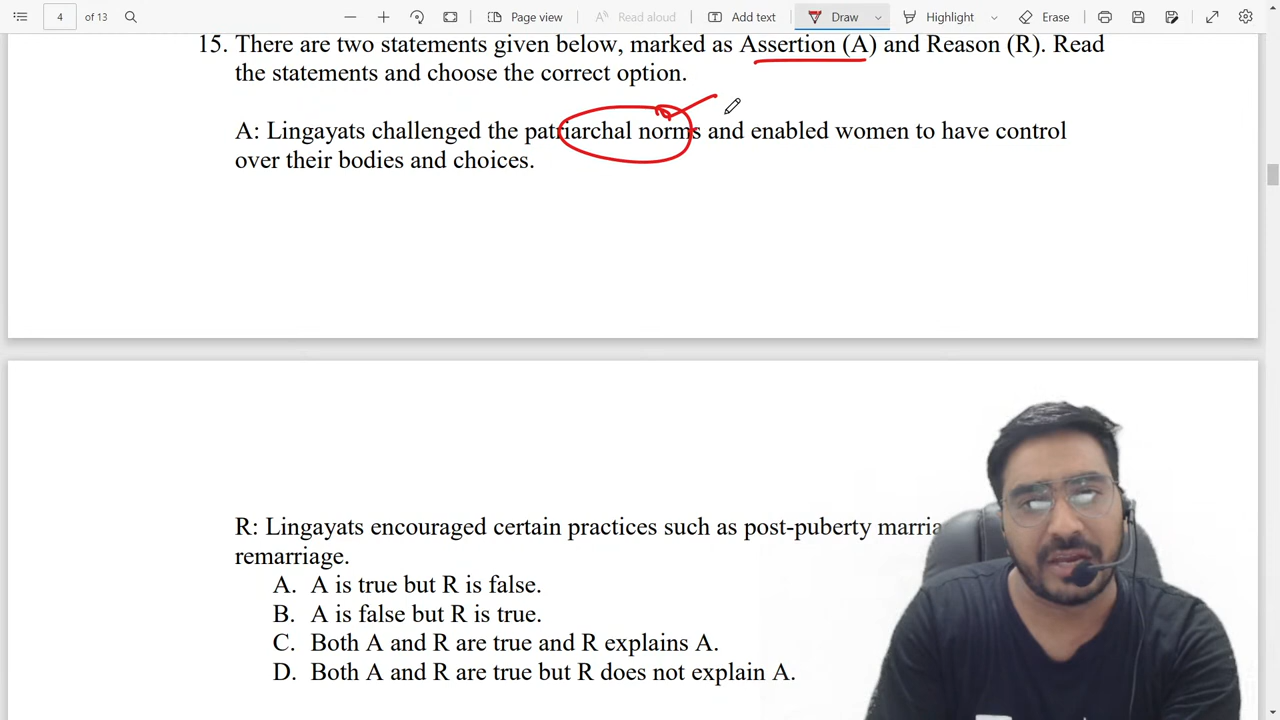 4 of 13 Page view Read aloud Add text Draw Highlight Erase
15. There are two statements given below, marked as Assertion (A) and Reason (R). Read
the statements and choose the correct option.
A: Lingayats challenged the patriarchal norms and enabled women to have control
over their bodies and choices.
R: Lingayats encouraged certain practices such as post-puberty
remarriage.
A. A is true but R is false.
B. A is false but R is true.
C. Both A and R are true and R explains A.
D. Both A and R are true but R does not explain A.